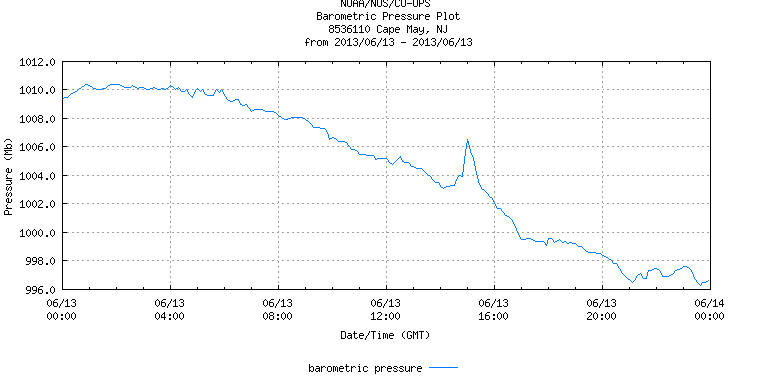 NOAA/NOS/CO-OPS
Barometric Pressure Plot
8536110 Cape May, NJ
from 2013/06/13 - 2013/06/13
1012.0
1010.0
1008.0
1006.0
1004.0
1002.0
1000.0
998.0
996.0
Pressure (Mb)
06/13 06/13 06/13 06/13 06/13 06/13 06/14
00:00 04:00 08:00 12:00 16:00 20:00 00:00
Date/Time (GMT)
barometric pressure